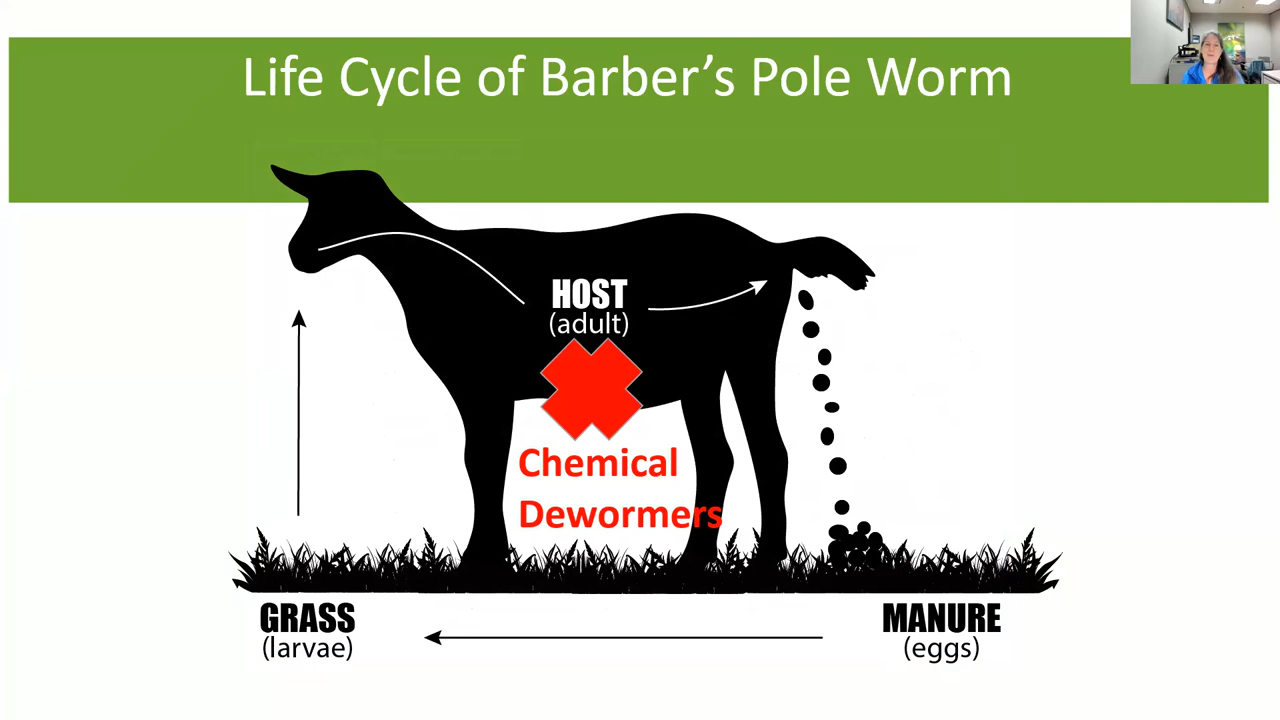 Life Cycle of Barber's Pole Worm
HOST
(adult)
Chemical
Dewormers
GRASS
(larvae)
MANURE
(eggs)